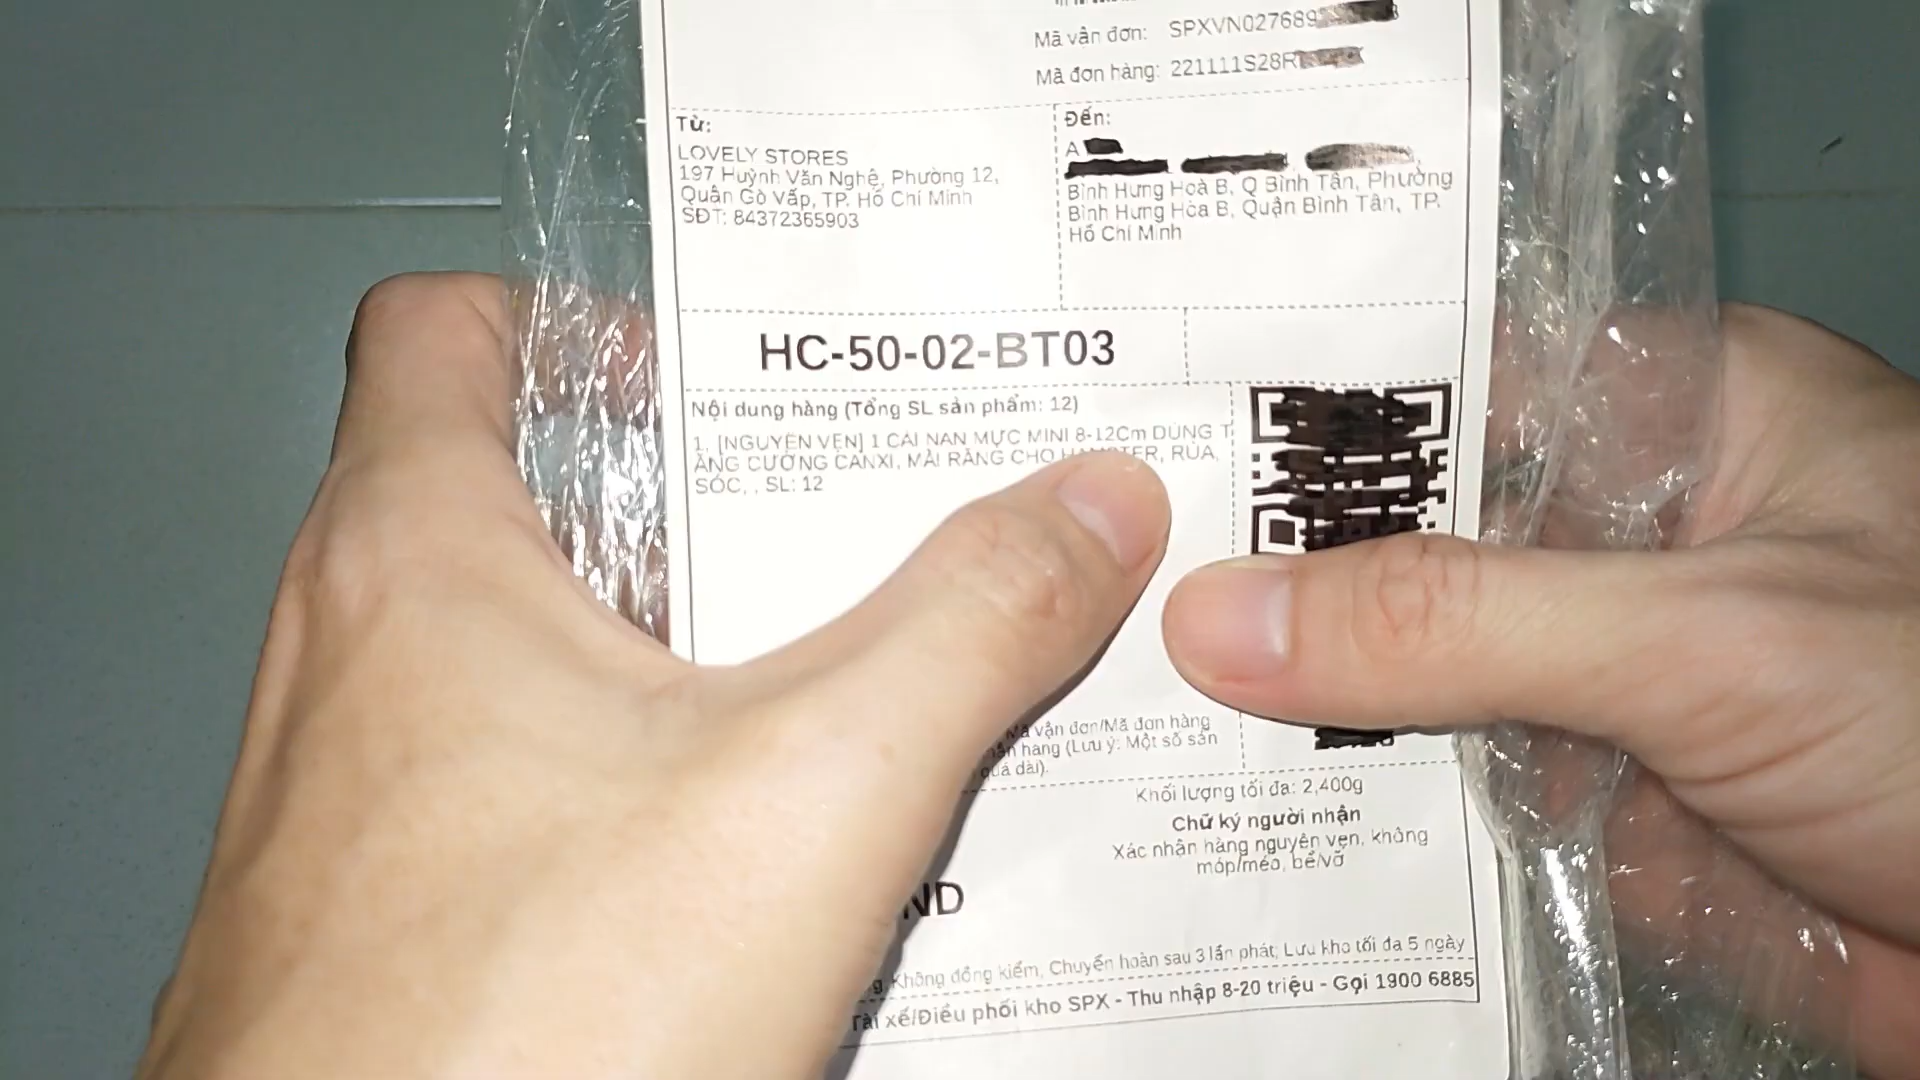 Mã vận đơn: SPXVN027689
Mã đơn hàng: 221111S28R
Từ:
LOVELY STORES
197 Huỳnh Văn Nghệ, Phường 12,
Quận Gò Vấp, TP. Hồ Chí Minh
SĐT: 84372365903
Đến:
A
Bình Hưng Hoà B, Q Bình Tân, Phường
Bình Hưng Hòa B, Quận Bình Tân, TP.
Hồ Chí Minh
HC-50-02-BT03
Nội dung hàng (Tổng SL sản phẩm: 12)
1. [NGUYÊN VẸN] 1 CÁI NANG MỰC MINI 8-12Cm DÙNG T
ĂNG CƯỜNG CANXI, MÀI RĂNG CHO HAMSTER, RÙA,
SÓC, , SL: 12
Mã vận đơn/Mã đơn hàng
nhận hàng (Lưu ý: Một số sản
quá dài).
Khối lượng tối đa: 2,400g
Chữ ký người nhận
Xác nhận hàng nguyên vẹn, không
móp/méo, bể/vỡ
ND
Không đồng kiểm; Chuyển hoàn sau 3 lần phát; Lưu kho tối đa 5 ngày
Tài xế/Điều phối kho SPX - Thu nhập 8-20 triệu - Gọi 1900 6885